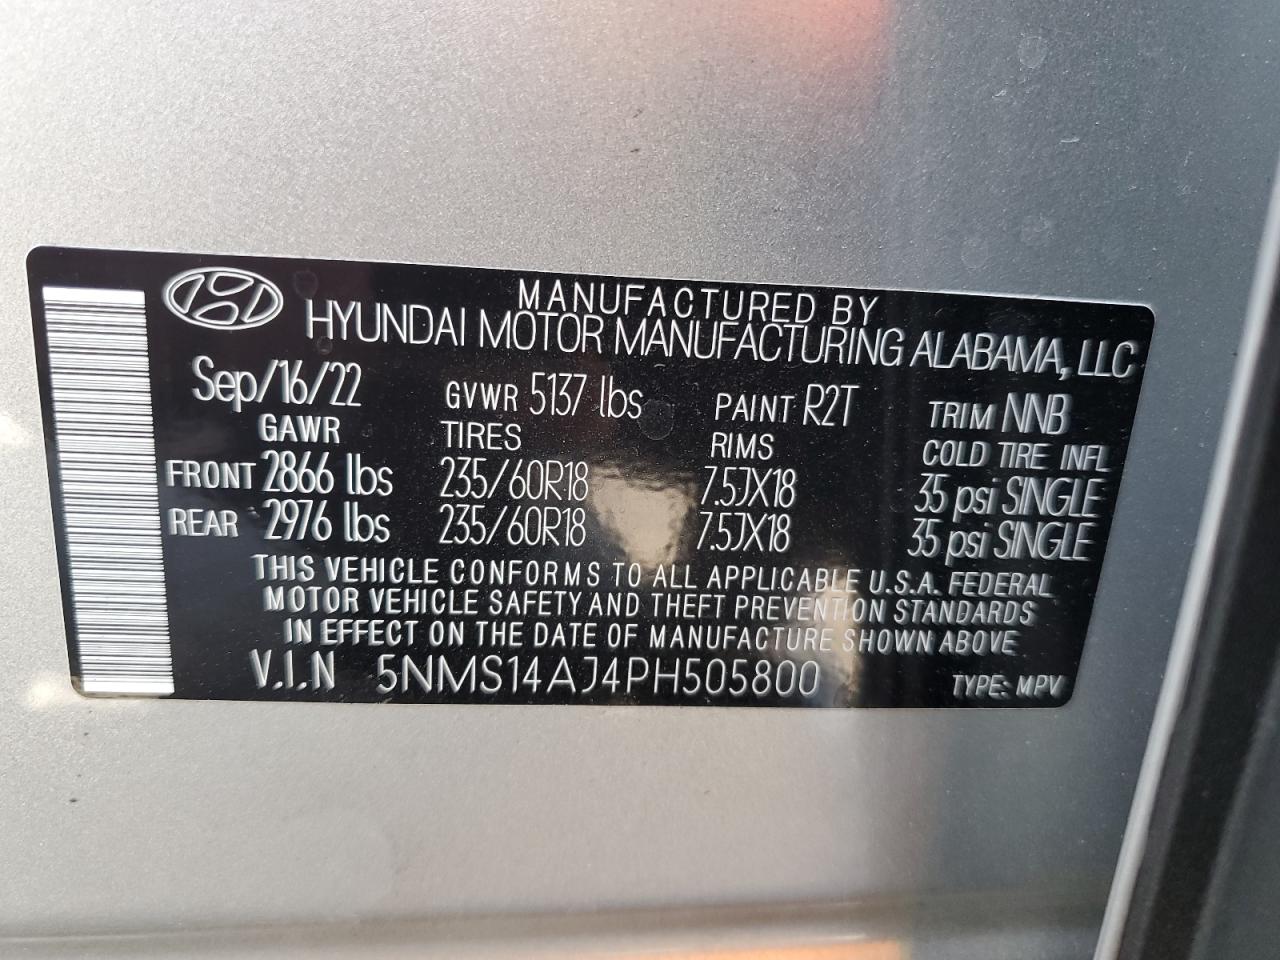 MANUFACTURED BY
HYUNDAI MOTOR MANUFACTURING ALABAMA, LLC
Sep/16/22 GVWR 5137 lbs PAINT R2T TRIM NNB
GAWR TIRES RIMS COLD TIRE INFL
FRONT 2866 lbs 235/60R18 7.5JX18 35 psi SINGLE
REAR 2976 lbs 235/60R18 7.5JX18 35 psi SINGLE
THIS VEHICLE CONFORMS TO ALL APPLICABLE U.S.A. FEDERAL
MOTOR VEHICLE SAFETY AND THEFT PREVENTION STANDARDS
IN EFFECT ON THE DATE OF MANUFACTURE SHOWN ABOVE
V.I.N 5NMS14AJ4PH505800 TYPE: MPV